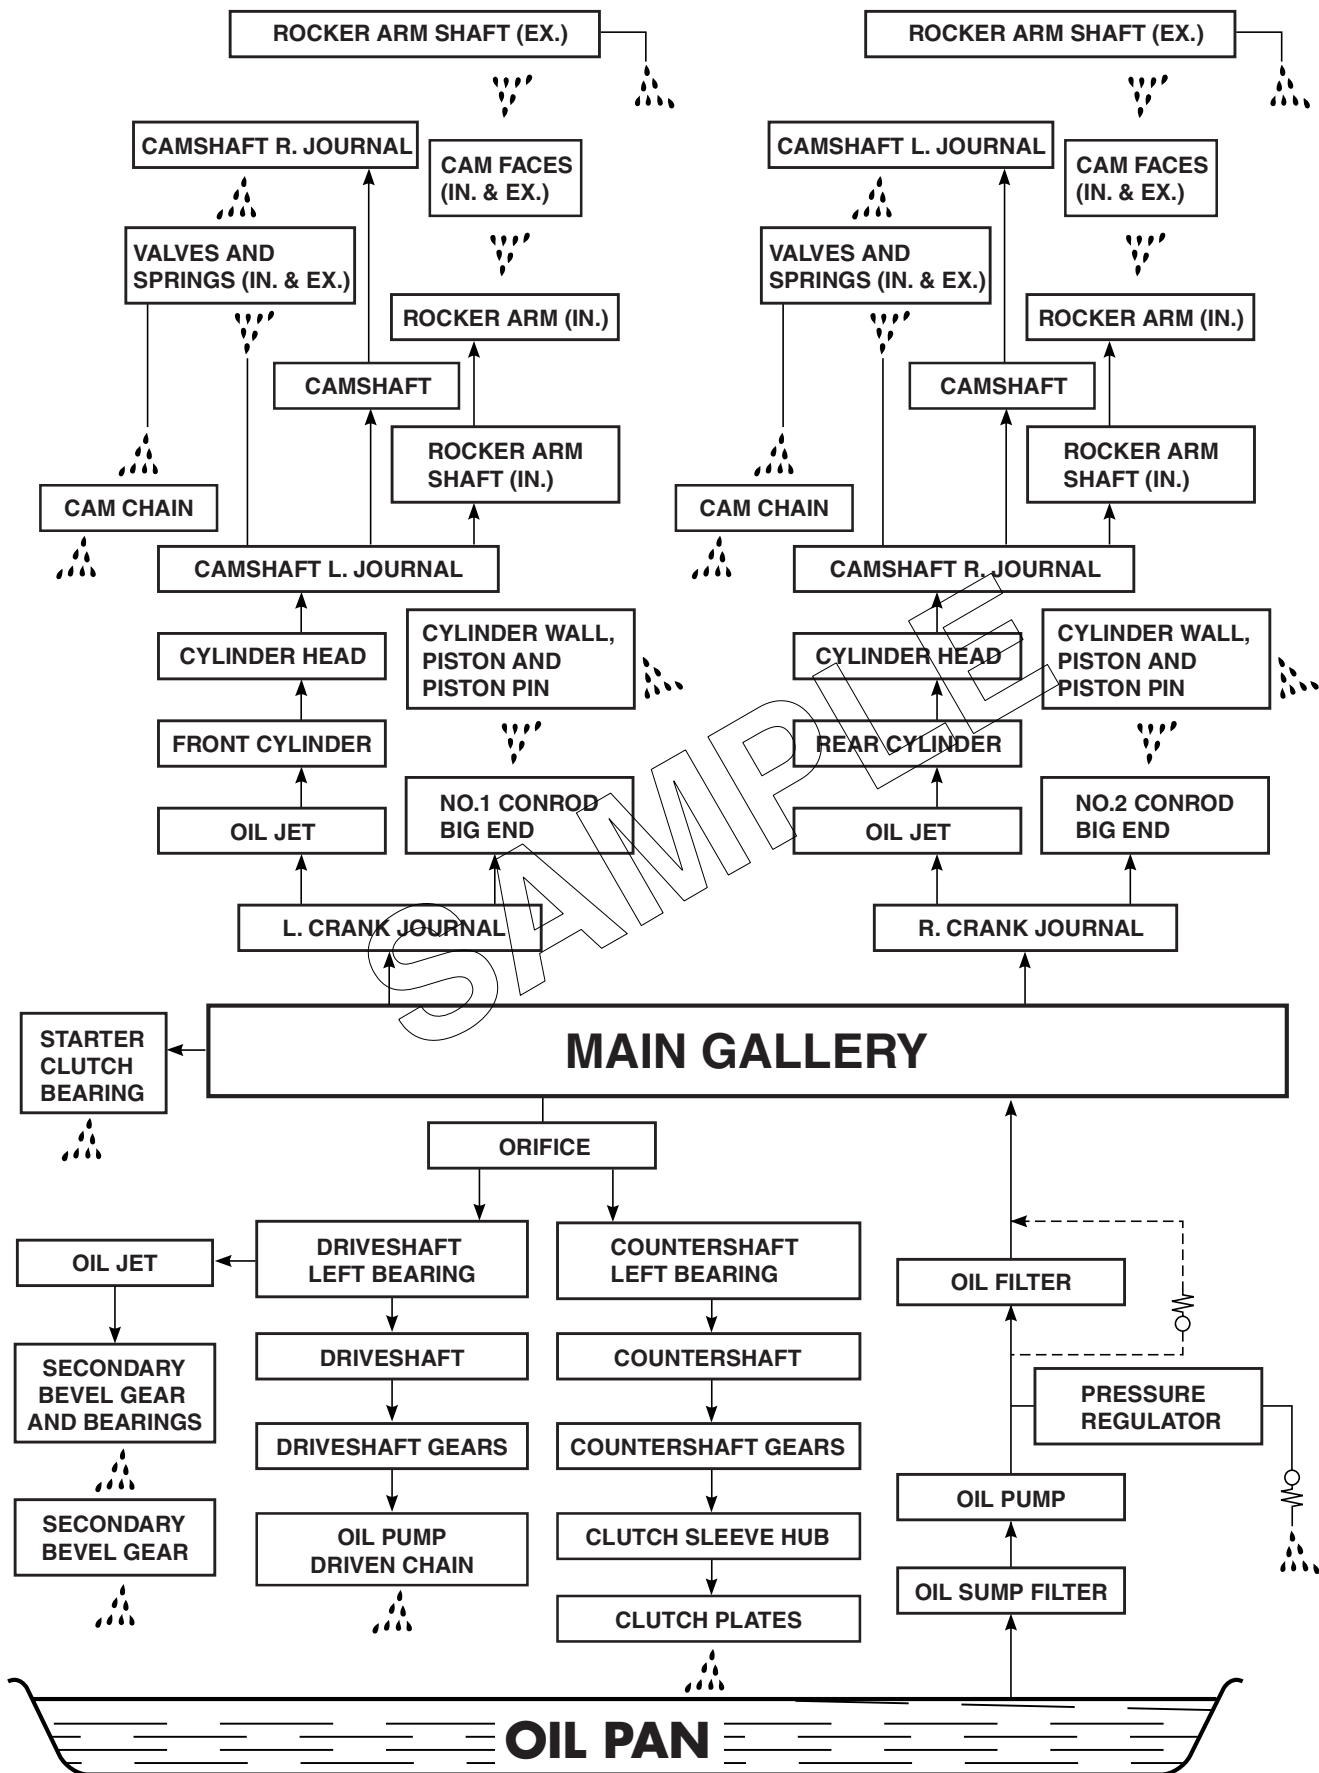 ROCKER ARM SHAFT (EX.)
CAMSHAFT R. JOURNAL
CAM FACES
(IN. & EX.)
VALVES AND
SPRINGS (IN. & EX.)
ROCKER ARM (IN.)
CAMSHAFT
ROCKER ARM
SHAFT (IN.)
CAM CHAIN
CAMSHAFT L. JOURNAL
CYLINDER HEAD
CYLINDER WALL,
PISTON AND
PISTON PIN
FRONT CYLINDER
OIL JET
NO.1 CONROD
BIG END
L. CRANK JOURNAL
ROCKER ARM SHAFT (EX.)
CAMSHAFT L. JOURNAL
CAM FACES
(IN. & EX.)
VALVES AND
SPRINGS (IN. & EX.)
ROCKER ARM (IN.)
CAMSHAFT
ROCKER ARM
SHAFT (IN.)
CAM CHAIN
CAMSHAFT R. JOURNAL
CYLINDER HEAD
CYLINDER WALL,
PISTON AND
PISTON PIN
REAR CYLINDER
OIL JET
NO.2 CONROD
BIG END
R. CRANK JOURNAL
SAMPLE
STARTER
CLUTCH
BEARING
MAIN GALLERY
ORIFICE
OIL JET
DRIVESHAFT
LEFT BEARING
COUNTERSHAFT
LEFT BEARING
OIL FILTER
SECONDARY
BEVEL GEAR
AND BEARINGS
DRIVESHAFT
COUNTERSHAFT
PRESSURE
REGULATOR
DRIVESHAFT GEARS
COUNTERSHAFT GEARS
OIL PUMP
SECONDARY
BEVEL GEAR
OIL PUMP
DRIVEN CHAIN
CLUTCH SLEEVE HUB
OIL SUMP FILTER
CLUTCH PLATES
OIL PAN